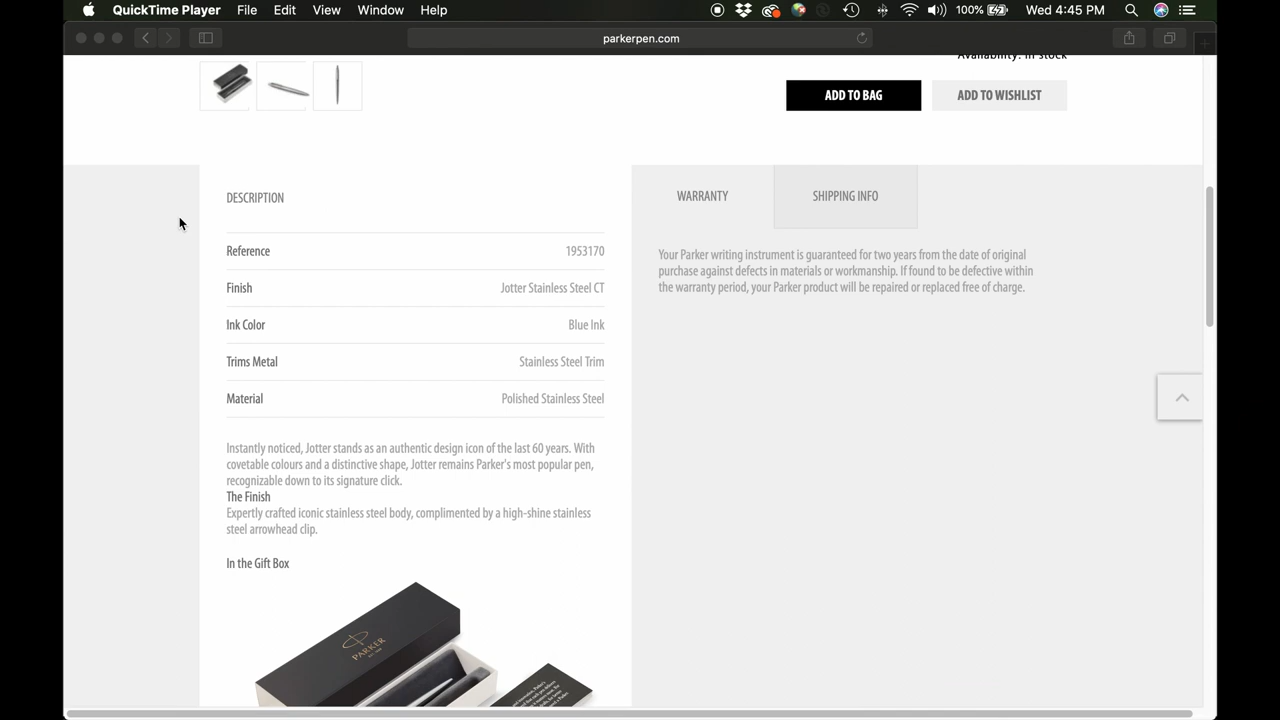 QuickTime Player File Edit View Window Help 100% Wed 4:45 PM
parkerpen.com
Availability: In stock
ADD TO BAG ADD TO WISHLIST
DESCRIPTION
Reference 1953170
Finish Jotter Stainless Steel CT
Ink Color Blue Ink
Trims Metal Stainless Steel Trim
Material Polished Stainless Steel
Instantly noticed, Jotter stands as an authentic design icon of the last 60 years. With
covetable colours and a distinctive shape, Jotter remains Parker's most popular pen,
recognizable down to its signature click.
The Finish
Expertly crafted iconic stainless steel body, complimented by a high-shine stainless
steel arrowhead clip.
In the Gift Box
PARKER
WARRANTY SHIPPING INFO
Your Parker writing instrument is guaranteed for two years from the date of original
purchase against defects in materials or workmanship. If found to be defective within
the warranty period, your Parker product will be repaired or replaced free of charge.